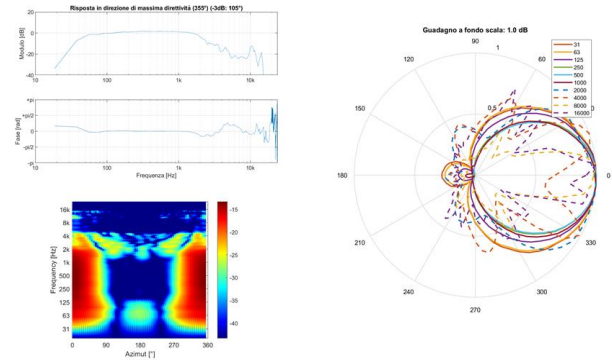 Risposta in direzione di massima direttività (355°) (-3dB: 105°)
20
0
-20
-40
Modulo [dB]
10
100
1k
10k
+pi
+pi/2
0
-pi/2
-pi
Fase [rad]
10
100
1k
10k
Frequenza [Hz]
16k
8k
4k
2k
1k
500
250
125
63
31
Frequency [Hz]
0
90
180
270
360
Azimut [°]
-15
-20
-25
-30
-35
-40
Guadagno a fondo scala: 1.0 dB
90
120
60
1
150
0.5
180
0
210
330
240
300
31
63
125
250
500
1000
2000
4000
8000
16000